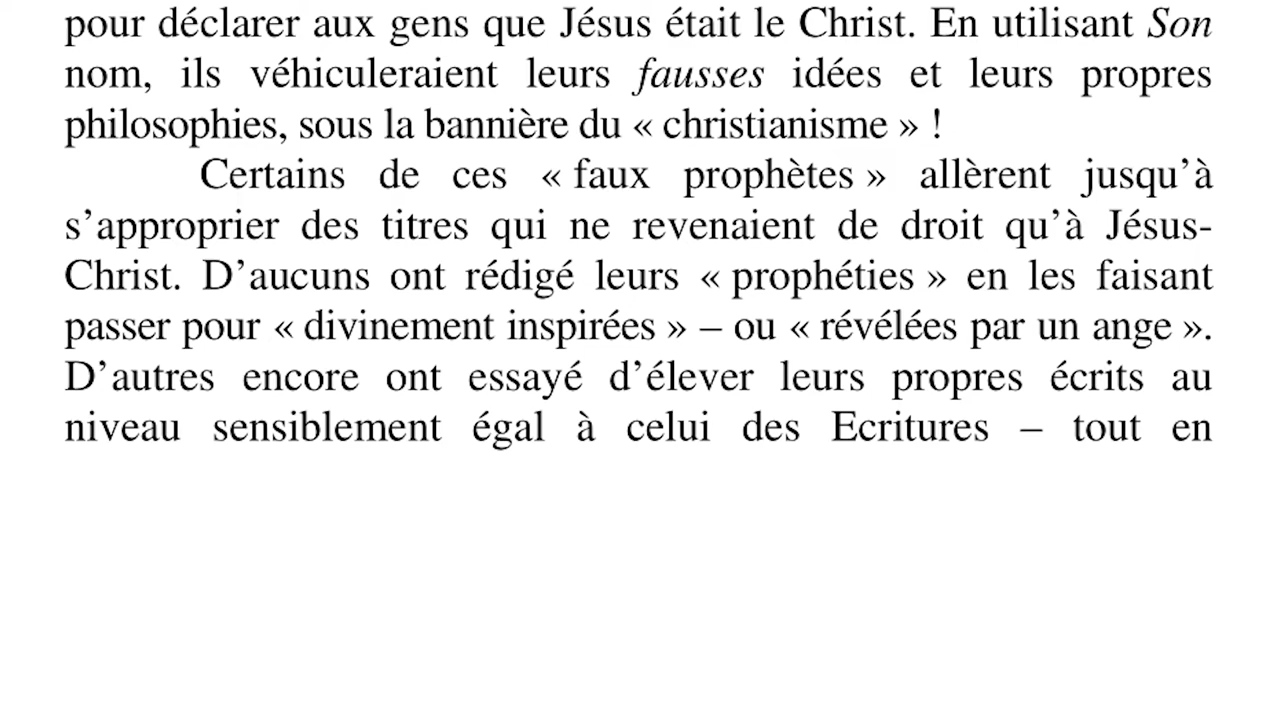 pour déclarer aux gens que Jésus était le Christ. En utilisant Son
nom, ils véhiculeraient leurs fausses idées et leurs propres
philosophies, sous la bannière du « christianisme » !
Certains de ces « faux prophètes » allèrent jusqu’à
s’approprier des titres qui ne revenaient de droit qu’à Jésus-
Christ. D’aucuns ont rédigé leurs « prophéties » en les faisant
passer pour « divinement inspirées » – ou « révélées par un ange ».
D’autres encore ont essayé d’élever leurs propres écrits au
niveau sensiblement égal à celui des Ecritures – tout en